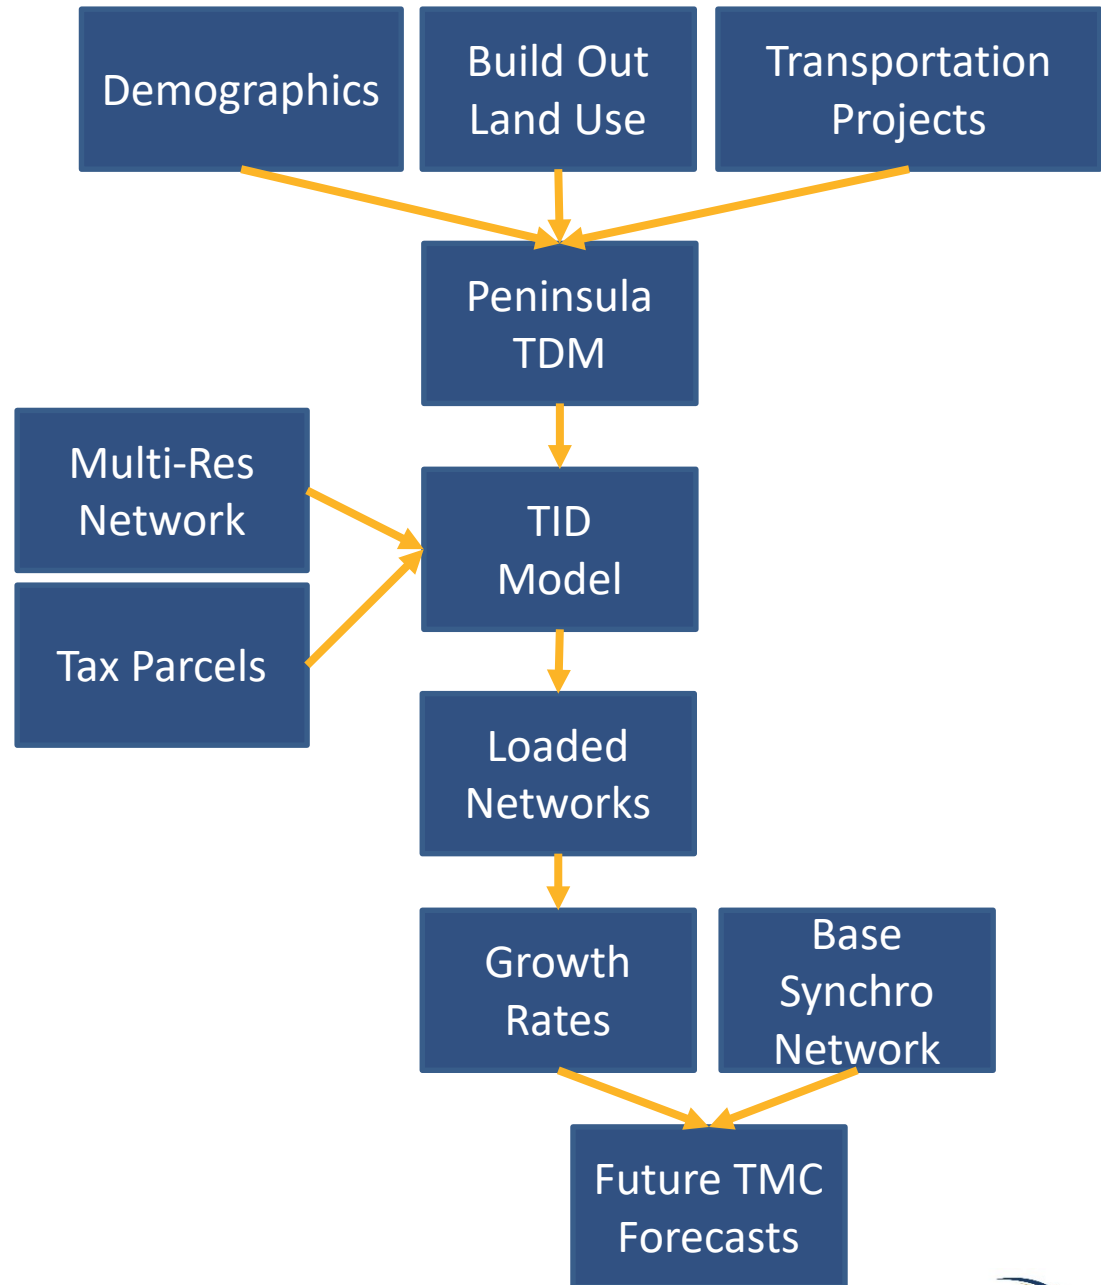 Demographics
Build Out
Land Use
Transportation
Projects
Peninsula
TDM
Multi-Res
Network
Tax Parcels
TID
Model
Loaded
Networks
Growth
Rates
Base
Synchro
Network
Future TMC
Forecasts